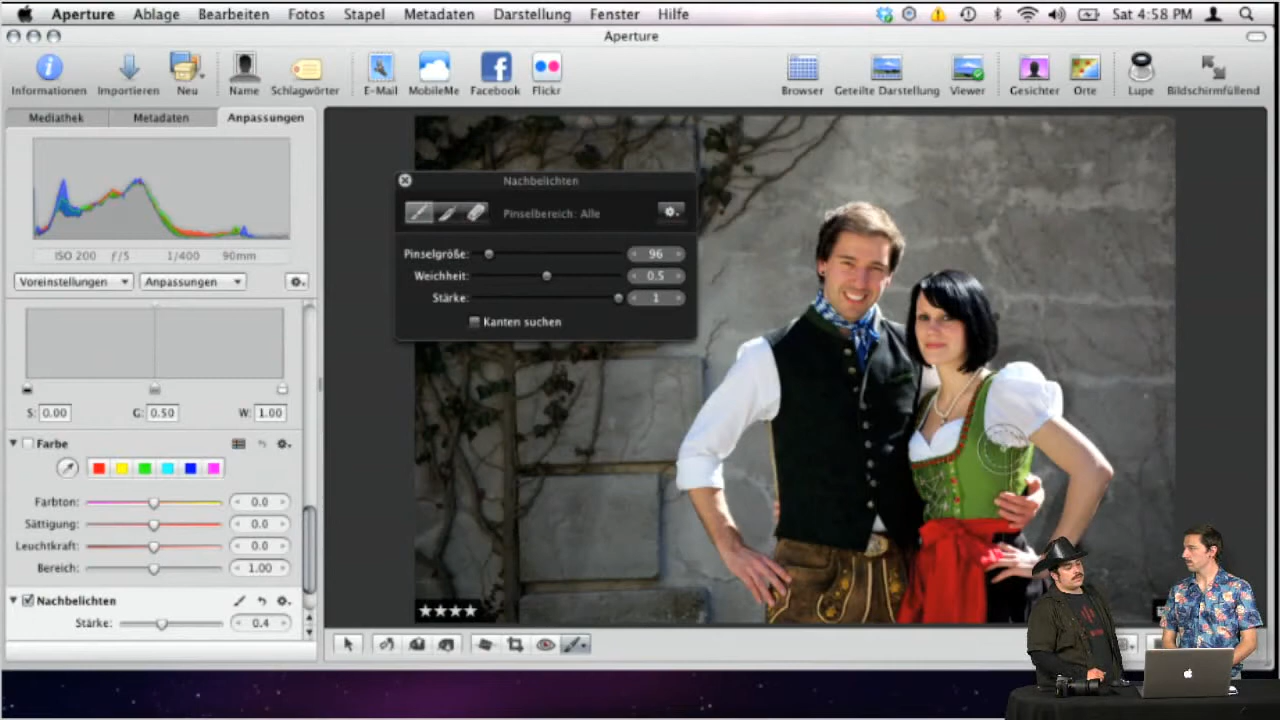 Aperture Ablage Bearbeiten Fotos Stapel Metadaten Darstellung Fenster Hilfe Sat 4:58 PM
Aperture
Informationen Importieren Neu Name Schlagwörter E-Mail MobileMe Facebook Flickr Browser Geteilte Darstellung Viewer Gesichter Orte Lupe Bildschirmfüllend
Mediathek Metadaten Anpassungen
Nachbelichten
Pinselbereich: Alle
ISO 200 ƒ/5 1/400 90mm
Pinselgröße: 96
Voreinstellungen Anpassungen
Weichheit: 0.5
Stärke: 1
Kanten suchen
S: 0.00 G: 0.50 W: 1.00
Farbe
Farbton: 0.0
Sättigung: 0.0
Leuchtkraft: 0.0
Bereich: 1.00
Nachbelichten
Stärke: 0.4